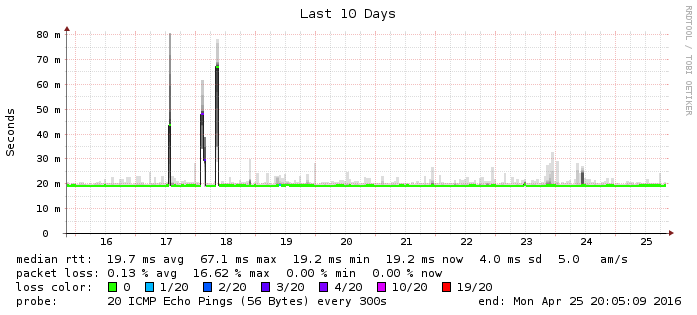 Last 10 Days
RRDTOOL / TOBI OETIKER
Seconds
80 m
70 m
60 m
50 m
40 m
30 m
20 m
10 m
0
16 17 18 19 20 21 22 23 24 25
median rtt: 19.7 ms avg 67.1 ms max 19.2 ms min 19.2 ms now 4.0 ms sd 5.0 am/s
packet loss: 0.13 % avg 16.62 % max 0.00 % min 0.00 % now
loss color: 0 1/20 2/20 3/20 4/20 10/20 19/20
probe: 20 ICMP Echo Pings (56 Bytes) every 300s end: Mon Apr 25 20:05:09 2016